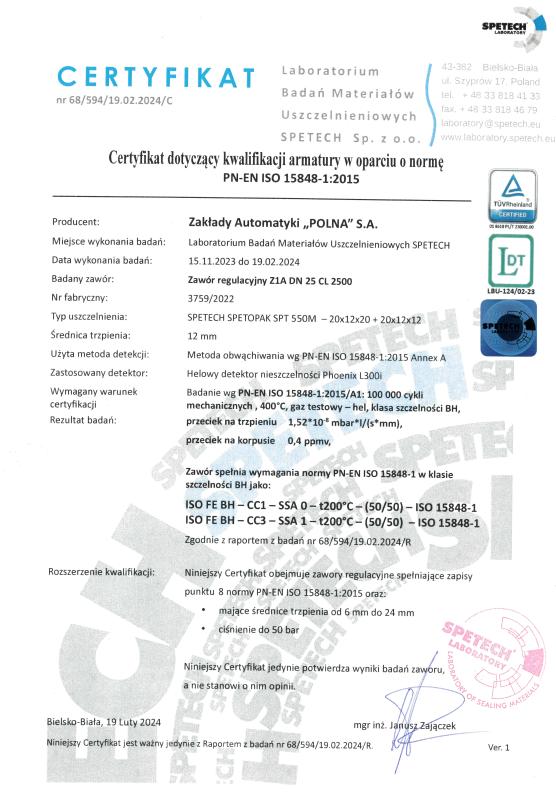 SPETECH
LABORATORY
CERTYFIKAT
nr 68/594/19.02.2024/C
Laboratorium
Badań Materiałów
Uszczelnieniowych
SPETECH Sp. z o.o.
43-382 Bielsko-Biała
ul. Szyprów 17, Poland
tel. + 48 33 818 41 33
fax. + 48 33 818 46 79
laboratory@spetech.eu
www.laboratory.spetech.eu
Certyfikat dotyczący kwalifikacji armatury w oparciu o normę
PN-EN ISO 15848-1:2015
TÜVRheinland
CERTIFIED
LDT
LBU-124/02-23
SPETECH
Producent: Zakłady Automatyki „POLNA” S.A.
Miejsce wykonania badań: Laboratorium Badań Materiałów Uszczelnieniowych SPETECH
Data wykonania badań: 15.11.2023 do 19.02.2024
Badany zawór: Zawór regulacyjny Z1A DN 25 CL 2500
Nr fabryczny: 3759/2022
Typ uszczelnienia: SPETECH SPETOPAK SPT 550M – 20x12x20 + 20x12x12
Średnica trzpienia: 12 mm
Użyta metoda detekcji: Metoda obwąchiwania wg PN-EN ISO 15848-1:2015 Annex A
Zastosowany detektor: Helowy detektor nieszczelności Phoenix L300i
Wymagany warunek certyfikacji Badanie wg PN-EN ISO 15848-1:2015/A1: 100 000 cykli
mechanicznych , 400°C, gaz testowy – hel, klasa szczelności BH,
Rezultat badań: przeciek na trzpieniu 1,52*10⁻⁸ mbar*l/(s*mm),
przeciek na korpusie 0,4 ppmv,
Zawór spełnia wymagania normy PN-EN ISO 15848-1 w klasie
szczelności BH jako:
ISO FE BH – CC1 – SSA 0 – t200°C – (50/50) – ISO 15848-1
ISO FE BH – CC3 – SSA 1 – t200°C – (50/50) – ISO 15848-1
Zgodnie z raportem z badań nr 68/594/19.02.2024/R
Rozszerzenie kwalifikacji: Niniejszy Certyfikat obejmuje zawory regulacyjne spełniające zapisy
punktu 8 normy PN-EN ISO 15848-1:2015 oraz:
• mające średnice trzpienia od 6 mm do 24 mm
• ciśnienie do 50 bar
SPETECH
LABORATORY
LABORATORY OF SEALING MATERIALS
Niniejszy Certyfikat jedynie potwierdza wyniki badań zaworu,
a nie stanowi o nim opinii.
Bielsko-Biała, 19 Luty 2024
mgr inż. Janusz Zajączek
Niniejszy Certyfikat jest ważny jedynie z Raportem z badań nr 68/594/19.02.2024/R.
Ver. 1